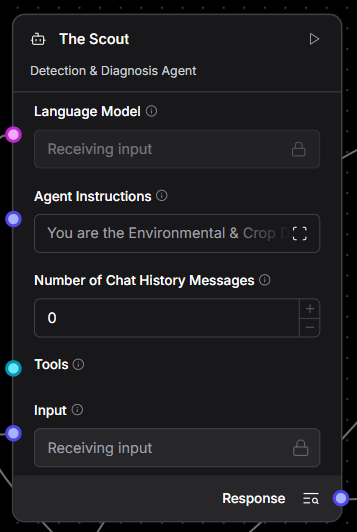 The Scout
Detection & Diagnosis Agent
Language Model
Receiving input
Agent Instructions
You are the Environmental & Crop D
Number of Chat History Messages
0
Tools
Input
Receiving input
Response